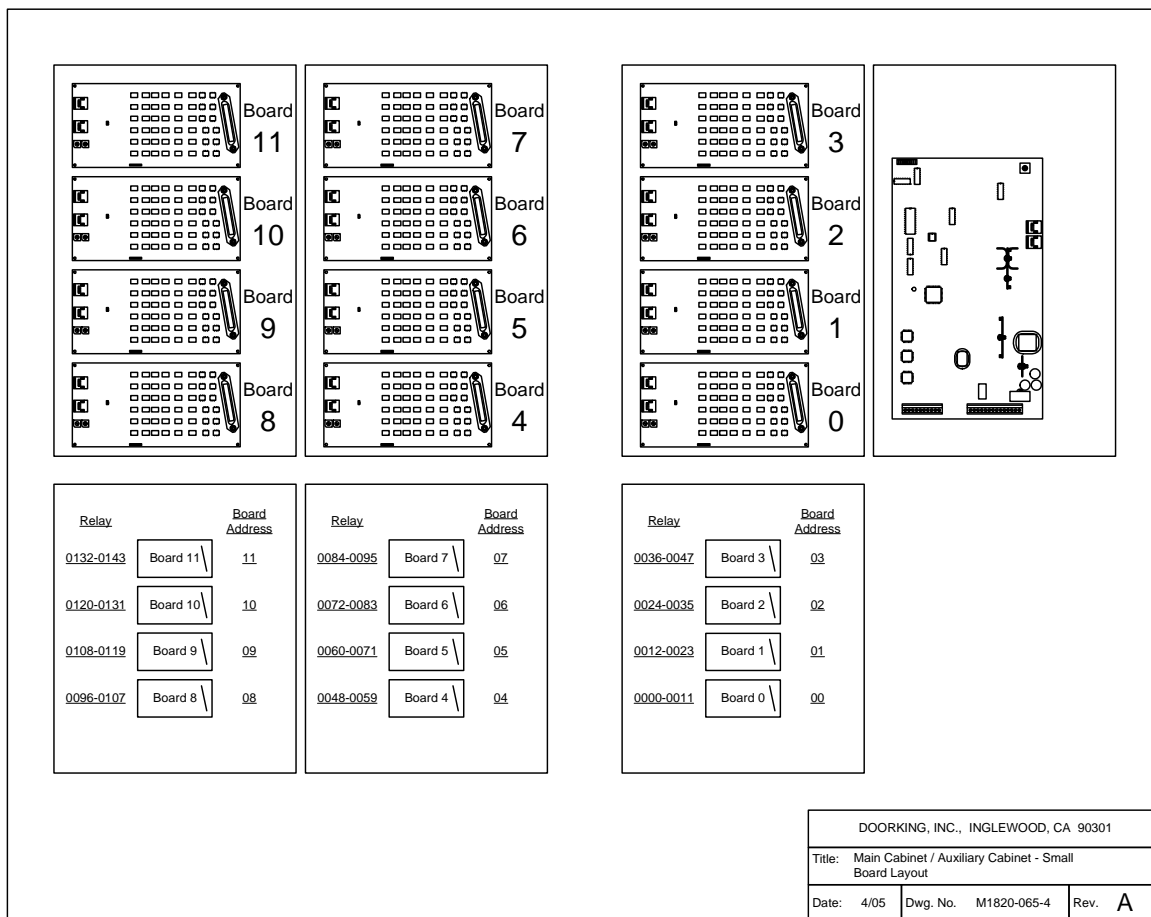 Board
11
Board
10
Board
9
Board
8
Board
7
Board
6
Board
5
Board
4
Board
3
Board
2
Board
1
Board
0
Relay Board
Address
0132-0143 Board 11 11
0120-0131 Board 10 10
0108-0119 Board 9 09
0096-0107 Board 8 08
Relay Board
Address
0084-0095 Board 7 07
0072-0083 Board 6 06
0060-0071 Board 5 05
0048-0059 Board 4 04
Relay Board
Address
0036-0047 Board 3 03
0024-0035 Board 2 02
0012-0023 Board 1 01
0000-0011 Board 0 00
DOORKING, INC., INGLEWOOD, CA 90301
Title: Main Cabinet / Auxiliary Cabinet - Small
Board Layout
Date: 4/05 Dwg. No. M1820-065-4 Rev. A